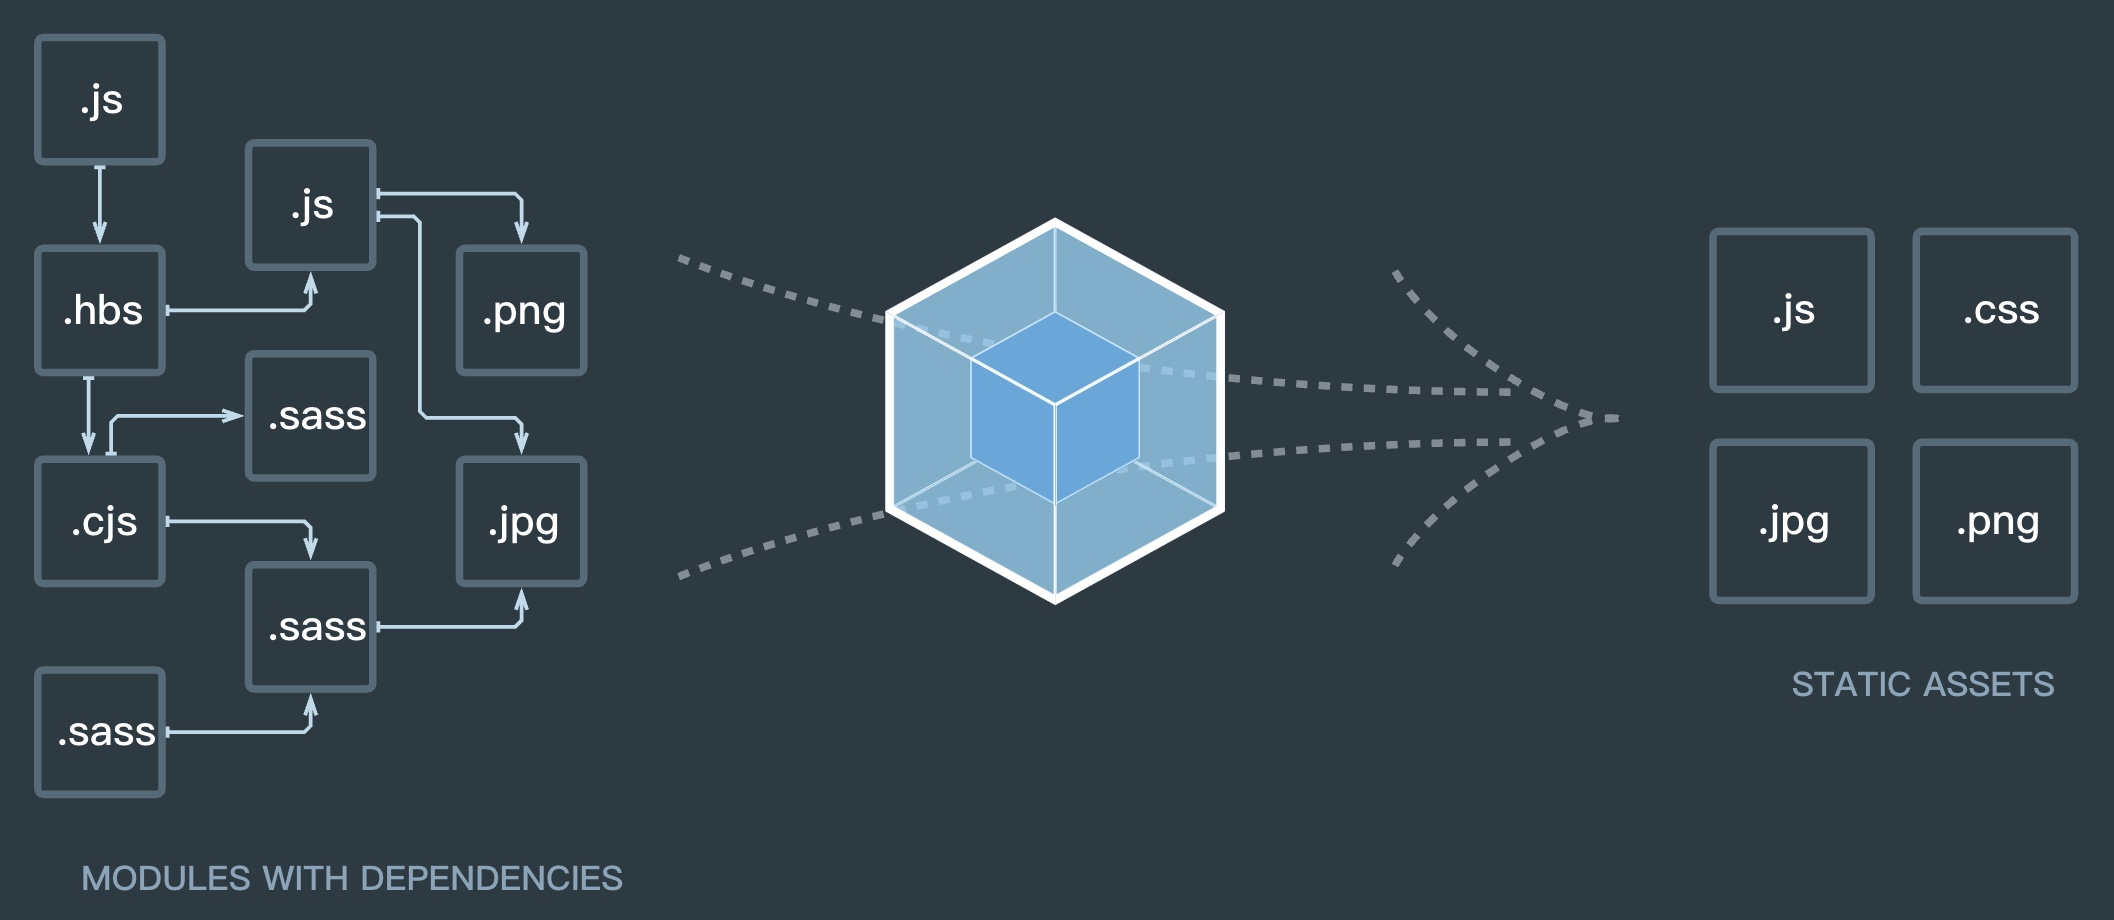 .js
.js
.hbs
.png
.sass
.cjs
.jpg
.sass
.sass
MODULES WITH DEPENDENCIES
.js
.css
.jpg
.png
STATIC ASSETS